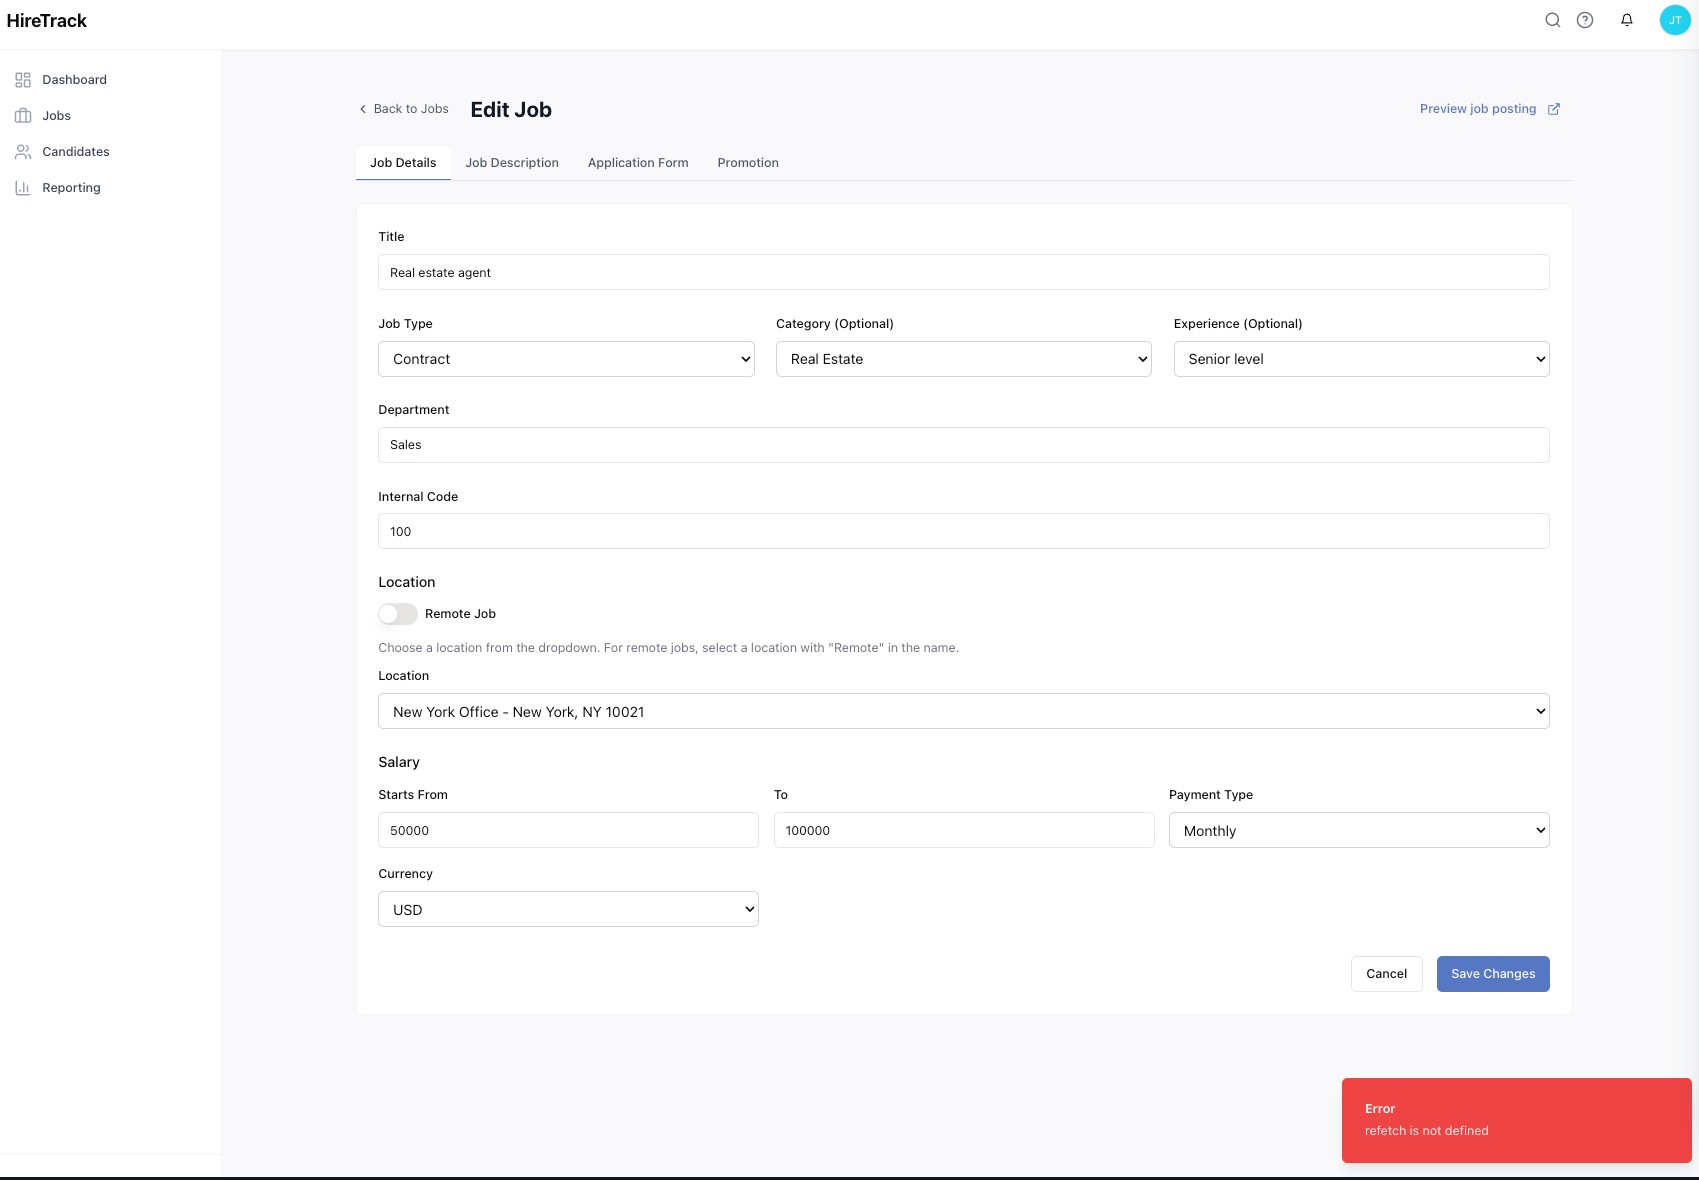 HireTrack
JT
Dashboard
Jobs
Candidates
Reporting
Back to Jobs
Edit Job
Preview job posting
Job Details
Job Description
Application Form
Promotion
Title
Real estate agent
Job Type
Category (Optional)
Experience (Optional)
Contract
Real Estate
Senior level
Department
Sales
Internal Code
100
Location
Remote Job
Choose a location from the dropdown. For remote jobs, select a location with "Remote" in the name.
Location
New York Office - New York, NY 10021
Salary
Starts From
To
Payment Type
50000
100000
Monthly
Currency
USD
Cancel
Save Changes
Error
refetch is not defined